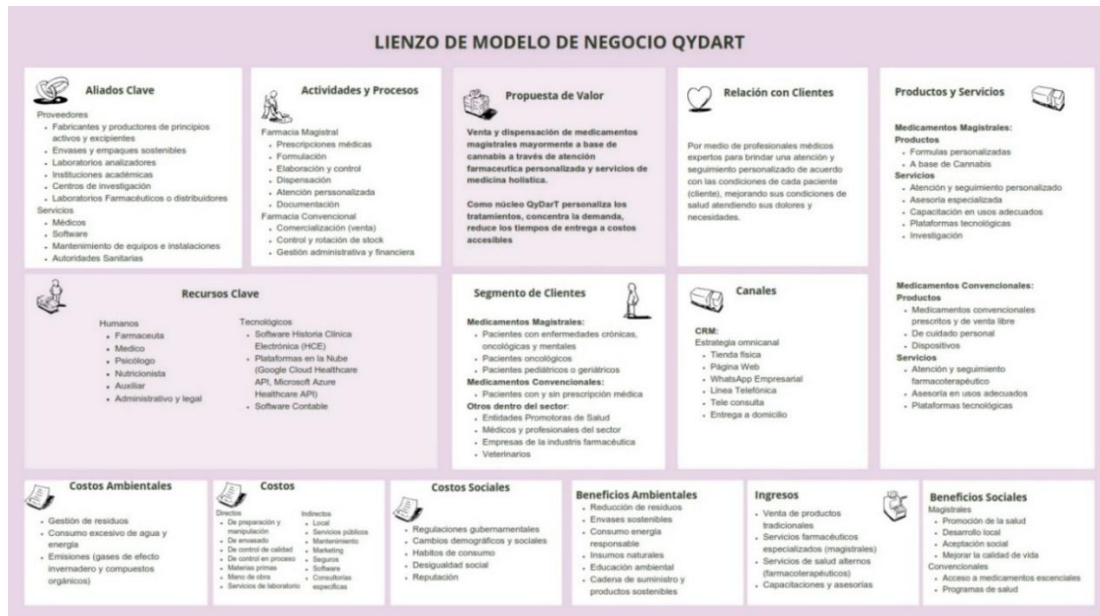 LIENZO DE MODELO DE NEGOCIO QYDART
Aliados Clave
Proveedores
Fabricantes y productores de principios
activos y excipientes
Envases y empaques sostenibles
Laboratorios analizadores
Instituciones académicas
Centros de investigación
Laboratorios Farmacéuticos o distribuidores
Servicios
Médicos
Software
Mantenimiento de equipos e instalaciones
Autoridades Sanitarias
Actividades y Procesos
Farmacia Magistral
Prescripciones médicas
Formulación
Elaboración y control
Dispensación
Atención perssonalizada
Documentación
Farmacia Convencional
Comercialización (venta)
Control y rotación de stock
Gestión administrativa y financiera
Propuesta de Valor
Venta y dispensación de medicamentos
magistrales mayormente a base de
cannabis a través de atención
farmaceutica personalizada y servicios de
medicina holística.
Como núcleo QyDarT personaliza los
tratamientos, concentra la demanda,
reduce los tiempos de entrega a costos
accesibles
Relación con Clientes
Por medio de profesionales médicos
expertos para brindar una atención y
seguimiento personalizado de acuerdo
con las condiciones de cada paciente
(cliente), mejorando sus condiciones de
salud atendiendo sus dolores y
necesidades.
Productos y Servicios
Medicamentos Magistrales:
Productos
Formulas personalizadas
A base de Cannabis
Servicios
Atención y seguimiento personalizado
Asesoría especializada
Capacitación en usos adecuados
Plataformas tecnológicas
Investigación
Medicamentos Convencionales:
Productos
Medicamentos convencionales
prescritos y de venta libre
De cuidado personal
Dispositivos
Servicios
Atención y seguimiento
farmacoterapéutico
Asesoría en usos adecuados
Plataformas tecnológicas
Recursos Clave
Humanos
Farmaceuta
Medico
Psicólogo
Nutricionista
Auxiliar
Administrativo y legal
Tecnológicos
Software Historia Clínica
Electrónica (HCE)
Plataformas en la Nube
(Google Cloud Healthcare
API, Microsoft Azure
Healthcare API)
Software Contable
Segmento de Clientes
Medicamentos Magistrales:
Pacientes con enfermedades crónicas,
oncológicas y mentales
Pacientes oncológicos
Pacientes pediátricos o geriátricos
Medicamentos Convencionales:
Pacientes con y sin prescripción médica
Otros dentro del sector:
Entidades Promotoras de Salud
Médicos y profesionales del sector
Empresas de la industris farmacéutica
Veterinarios
Canales
CRM:
Estrategia omnicanal
Tienda física
Página Web
WhatsApp Empresarial
Línea Telefónica
Tele consulta
Entrega a domicilio
Costos Ambientales
Gestión de residuos
Consumo excesivo de agua y
energía
Emisiones (gases de efecto
invernadero y compuestos
orgánicos)
Costos
Directos
De preparación y
manipulación
De envasado
De control de calidad
De control en proceso
Materias primas
Mano de obra
Servicios de laboratorio
Indirectos
Local
Servicios públicos
Mantenimiento
Marketing
Seguros
Software
Consultorías
especificas
Costos Sociales
Regulaciones gubernamentales
Cambios demográficos y sociales
Habitos de consumo
Desigualdad social
Reputación
Beneficios Ambientales
Reducción de residuos
Envases sostenibles
Consumo energía
responsable
Insumos naturales
Educación ambiental
Cadena de suministro y
productos sostenibles
Ingresos
Venta de productos
tradicionales
Servicios farmacéuticos
especializados (magistrales)
Servicios de salud alternos
(farmacoterapéuticos)
Capacitaciones y asesorías
Beneficios Sociales
Magistrales
Promoción de la salud
Desarrollo local
Aceptación social
Mejorar la calidad de vida
Convencionales
Acceso a medicamentos escenciales
Programas de salud